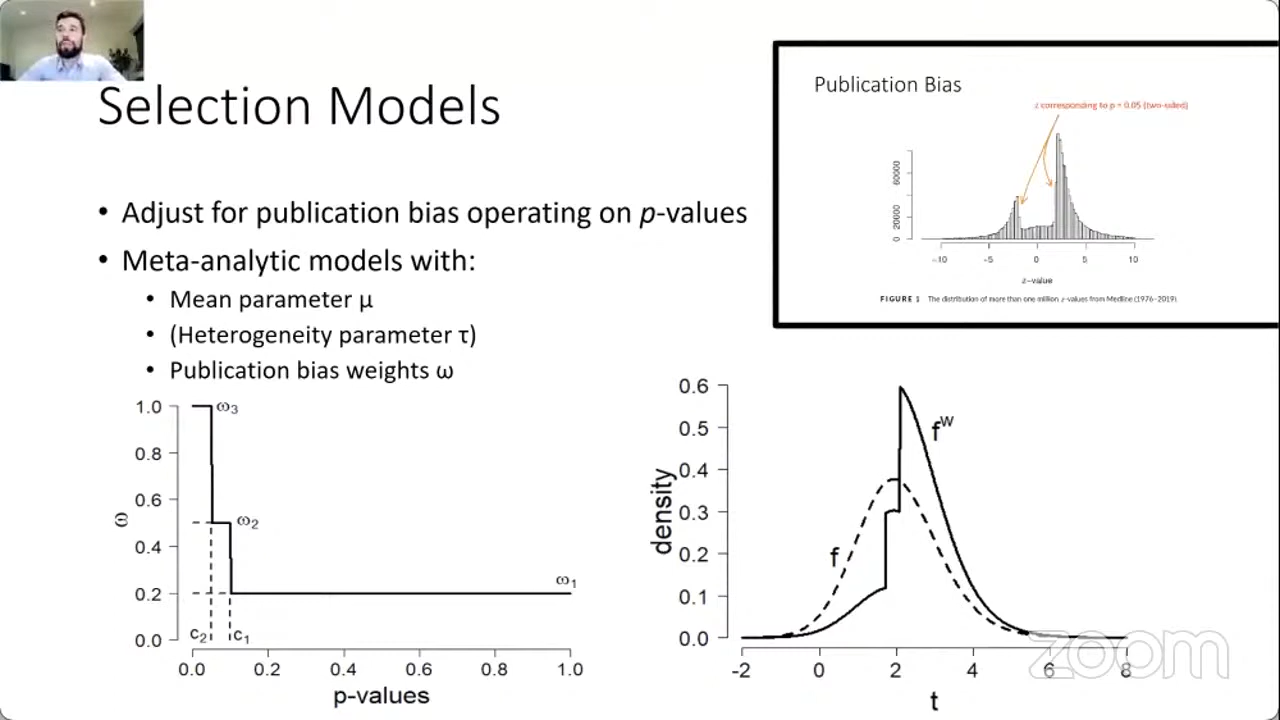 Selection Models
• Adjust for publication bias operating on p-values
• Meta-analytic models with:
• Mean parameter μ
• (Heterogeneity parameter τ)
• Publication bias weights ω
Publication Bias
z corresponding to p = 0.05 (two-sided)
60000
20000
0
-10 -5 0 5 10
z-value
FIGURE 1 The distribution of more than one million z-values from Medline (1976–2019)
1.0
0.8
0.6
0.4
0.2
0.0
ω
ω3
ω2
ω1
c2 c1
0.0 0.2 0.4 0.6 0.8 1.0
p-values
0.6
0.5
0.4
0.3
0.2
0.1
0.0
density
f
fw
-2 0 2 4 6 8
t
zoom